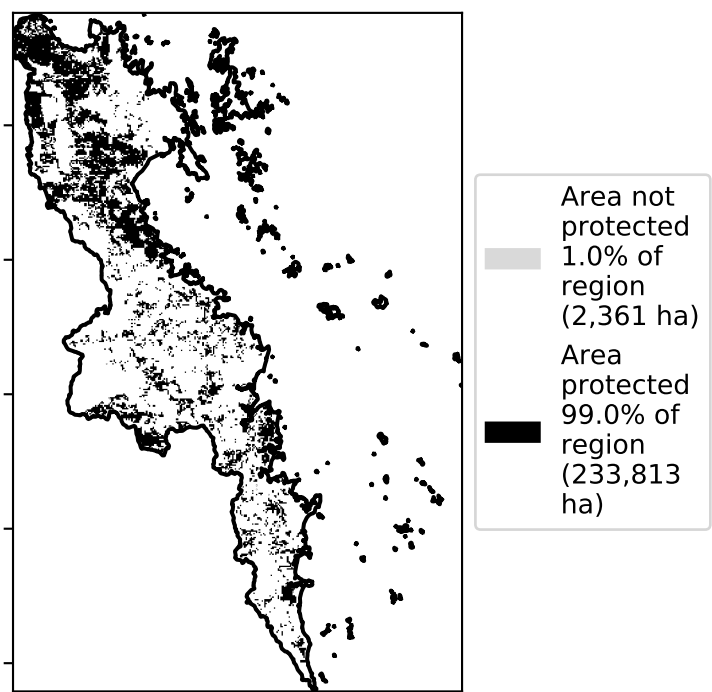 Area not
protected
1.0% of
region
(2,361 ha)
Area
protected
99.0% of
region
(233,813
ha)